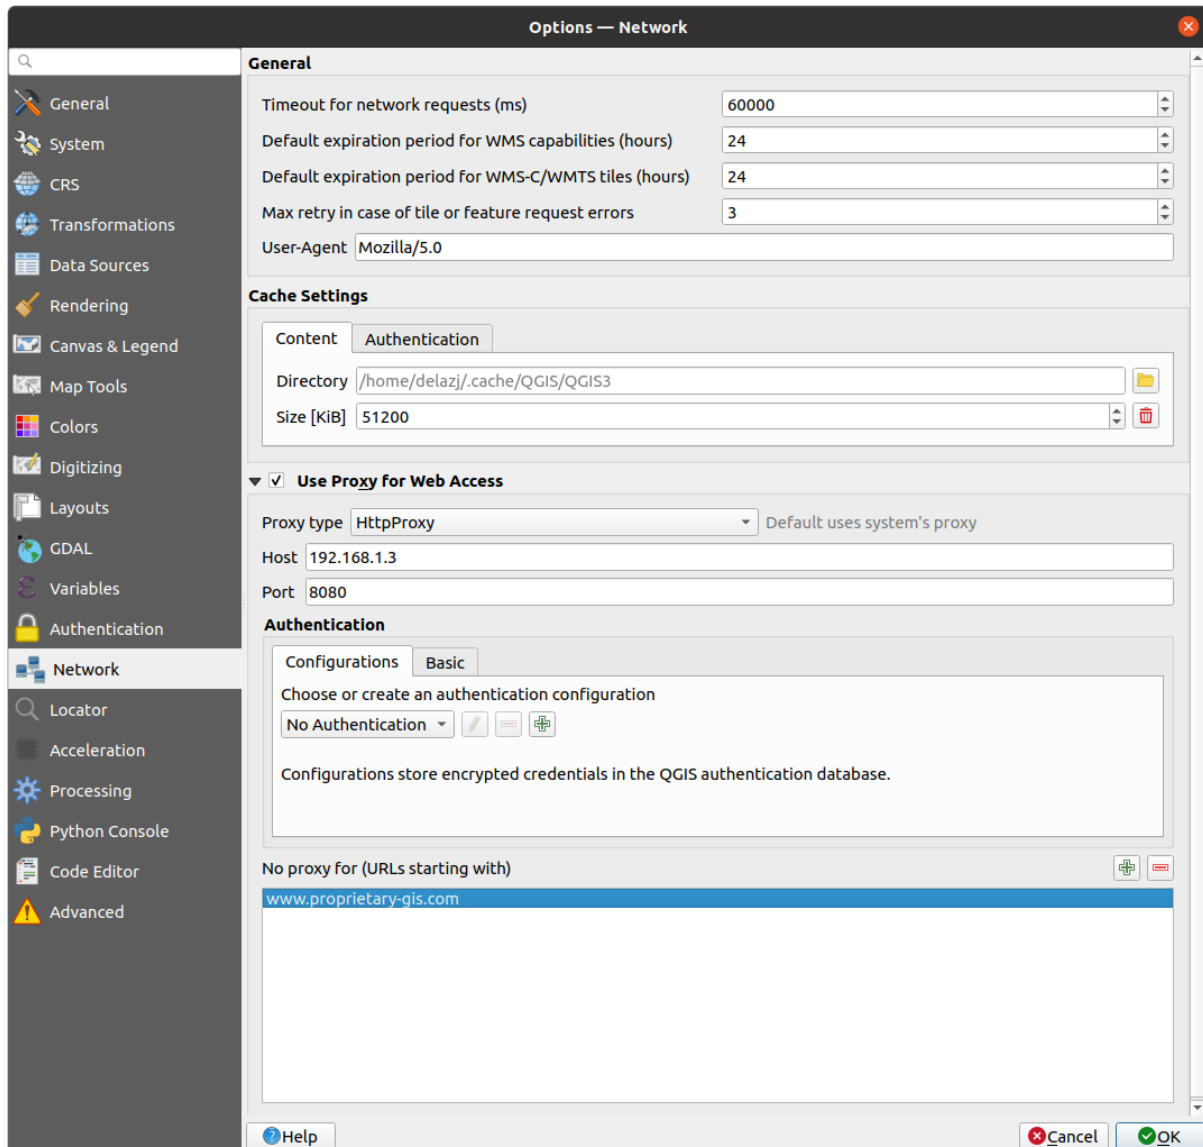 Options — Network
General
System
CRS
Transformations
Data Sources
Rendering
Canvas & Legend
Map Tools
Colors
Digitizing
Layouts
GDAL
Variables
Authentication
Network
Locator
Acceleration
Processing
Python Console
Code Editor
Advanced
General
Timeout for network requests (ms) 60000
Default expiration period for WMS capabilities (hours) 24
Default expiration period for WMS-C/WMTS tiles (hours) 24
Max retry in case of tile or feature request errors 3
User-Agent Mozilla/5.0
Cache Settings
Content Authentication
Directory /home/delazj/.cache/QGIS/QGIS3
Size [KiB] 51200
Use Proxy for Web Access
Proxy type HttpProxy Default uses system's proxy
Host 192.168.1.3
Port 8080
Authentication
Configurations Basic
Choose or create an authentication configuration
No Authentication
Configurations store encrypted credentials in the QGIS authentication database.
No proxy for (URLs starting with)
www.proprietary-gis.com
Help Cancel OK